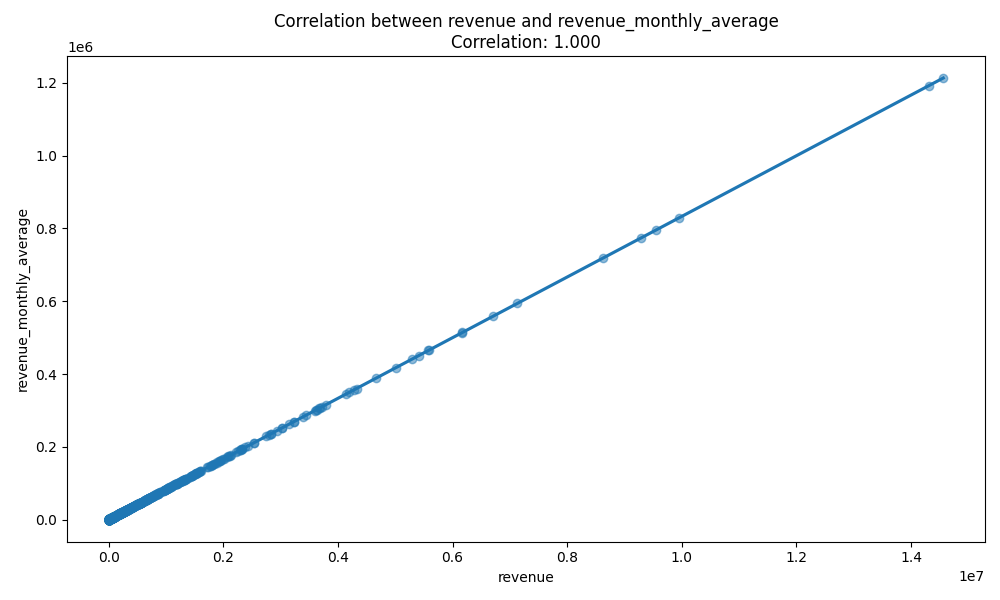 Correlation between revenue and revenue_monthly_average
Correlation: 1.000
1e6
1.2
1.0
0.8
0.6
0.4
0.2
0.0
revenue_monthly_average
0.0 0.2 0.4 0.6 0.8 1.0 1.2 1.4
1e7
revenue